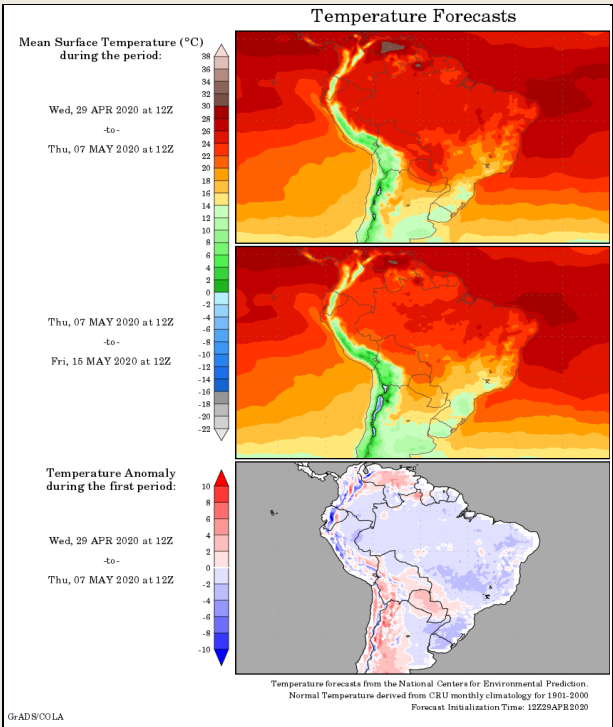 Temperature Forecasts
Mean Surface Temperature (°C)
during the period:
Wed, 29 APR 2020 at 12Z
-to-
Thu, 07 MAY 2020 at 12Z
38
36
34
32
30
28
26
24
22
20
18
16
14
12
10
8
6
4
2
0
-2
-4
-6
-8
-10
-12
-14
-16
-18
-20
-22
Thu, 07 MAY 2020 at 12Z
-to-
Fri, 15 MAY 2020 at 12Z
Temperature Anomaly
during the first period:
Wed, 29 APR 2020 at 12Z
-to-
Thu, 07 MAY 2020 at 12Z
10
8
6
4
2
0
-2
-4
-6
-8
-10
Temperature forecasts from the National Centers for Environmental Prediction.
Normal Temperature derived from CRU monthly climatology for 1901-2000
Forecast Initialization Time: 12Z29APR2020
GrADS/COLA